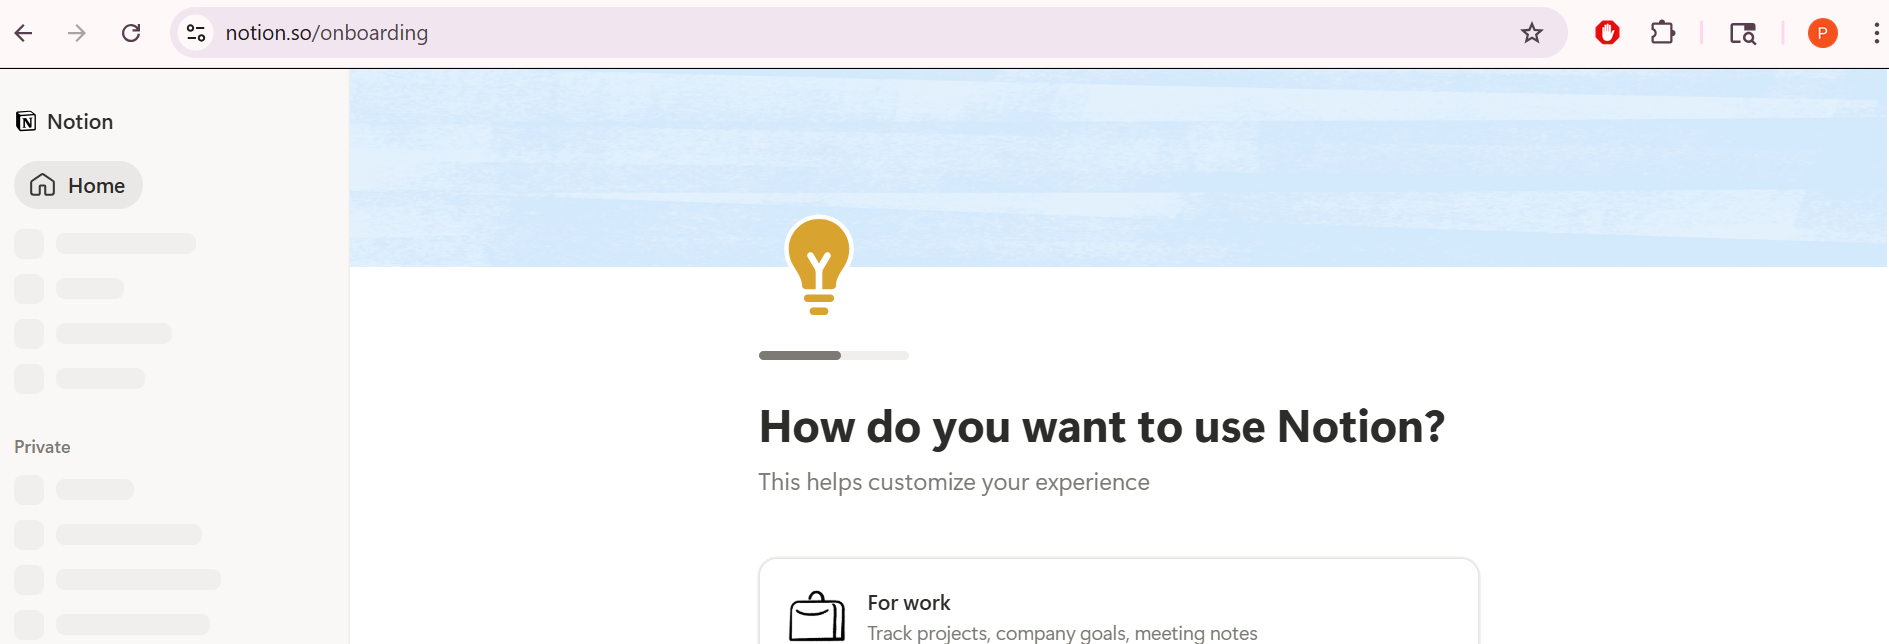 notion.so/onboarding
P
Notion
Home
Private
How do you want to use Notion?
This helps customize your experience
For work
Track projects, company goals, meeting notes